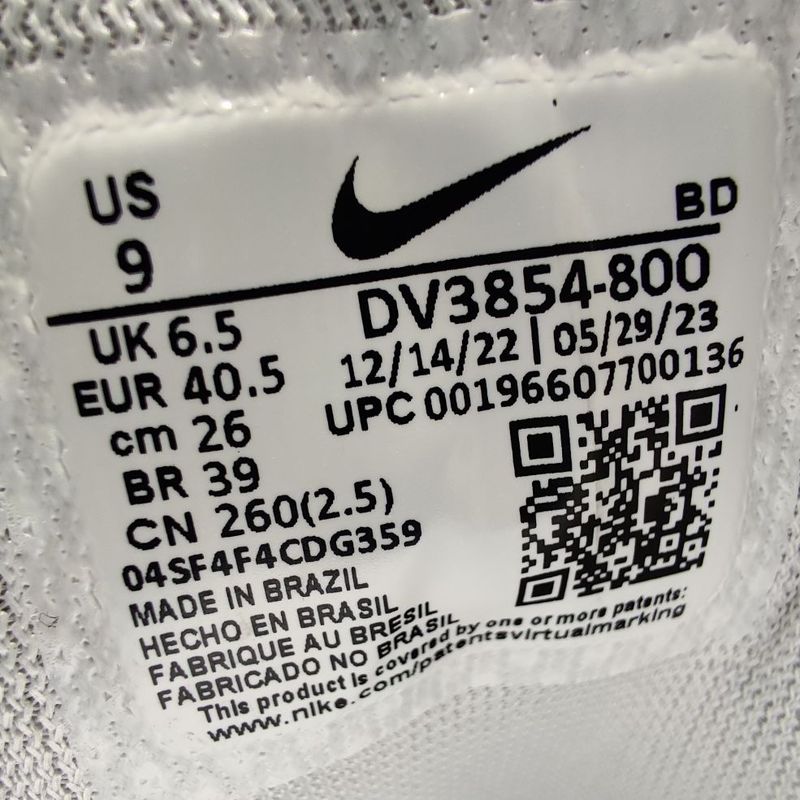 US
9
BD
DV3854-800
12/14/22 | 05/29/23
UPC 00196607700136
UK 6.5
EUR 40.5
cm 26
BR 39
CN 260(2.5)
04SF4F4CDG359
MADE IN BRAZIL
HECHO EN BRASIL
FABRIQUE AU BRESIL
FABRICADO NO BRASIL
This product is covered by one or more patents:
www.nike.com/patentsvirtualmarking